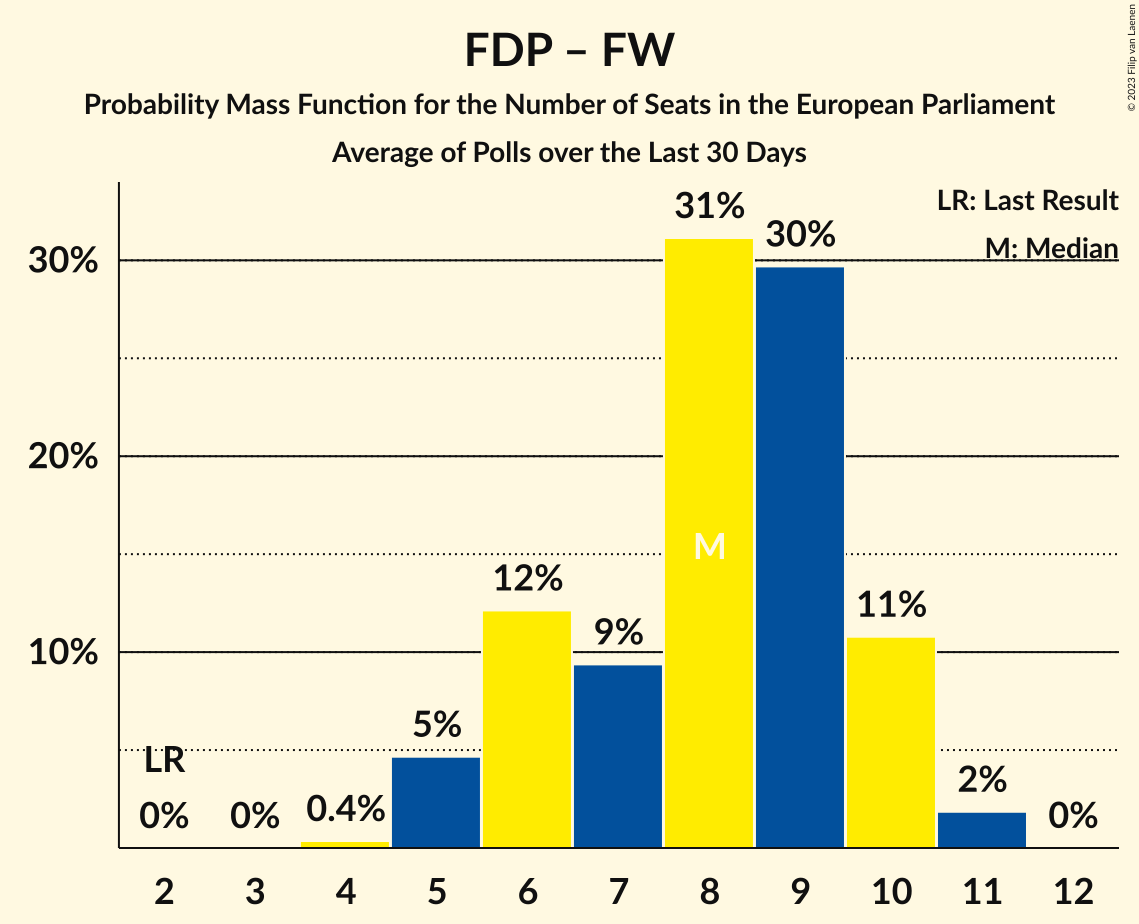 FDP – FW
Probability Mass Function for the Number of Seats in the European Parliament
Average of Polls over the Last 30 Days
© 2023 Filip van Laenen
LR: Last Result
M: Median
30%
20%
10%
LR
0%
0%
0.4%
5%
12%
9%
31%
M
30%
11%
2%
0%
2 3 4 5 6 7 8 9 10 11 12